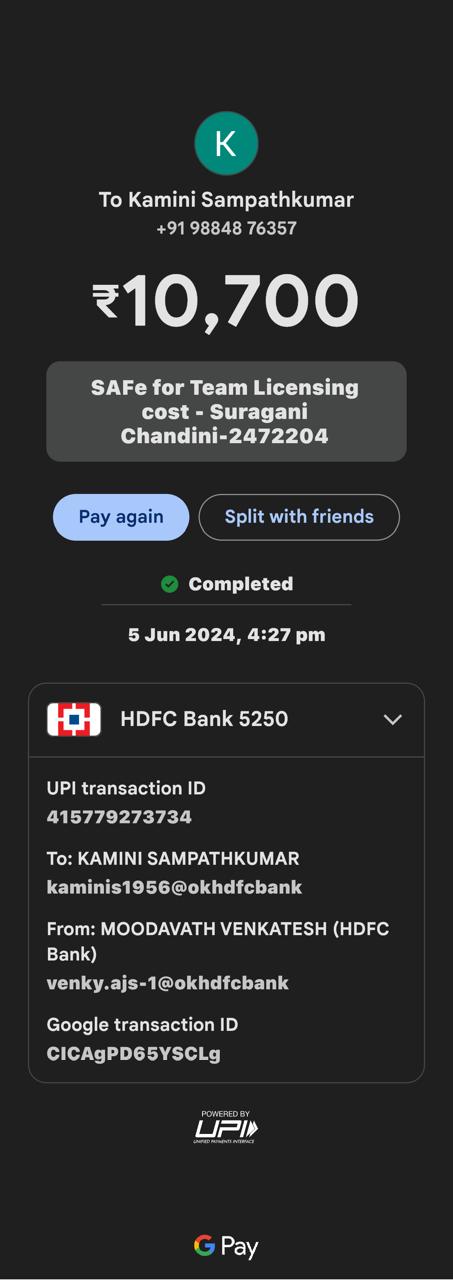 K
To Kamini Sampathkumar
+91 98848 76357
₹10,700
SAFe for Team Licensing
cost - Suragani
Chandini-2472204
Pay again
Split with friends
Completed
5 Jun 2024, 4:27 pm
HDFC Bank 5250
UPI transaction ID
415779273734
To: KAMINI SAMPATHKUMAR
kaminis1956@okhdfcbank
From: MOODAVATH VENKATESH (HDFC
Bank)
venky.ajs-1@okhdfcbank
Google transaction ID
CICAgPD65YSCLg
POWERED BY
UPI
UNIFIED PAYMENTS INTERFACE
G Pay